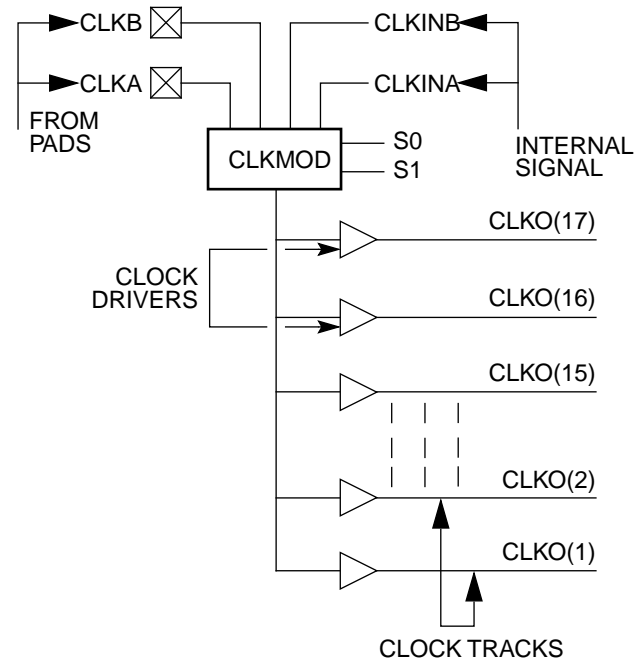 CLKB
CLKINB
CLKA
CLKINA
FROM
PADS
INTERNAL
SIGNAL
CLKMOD
S0
S1
CLKO(17)
CLOCK
DRIVERS
CLKO(16)
CLKO(15)
CLKO(2)
CLKO(1)
CLOCK TRACKS